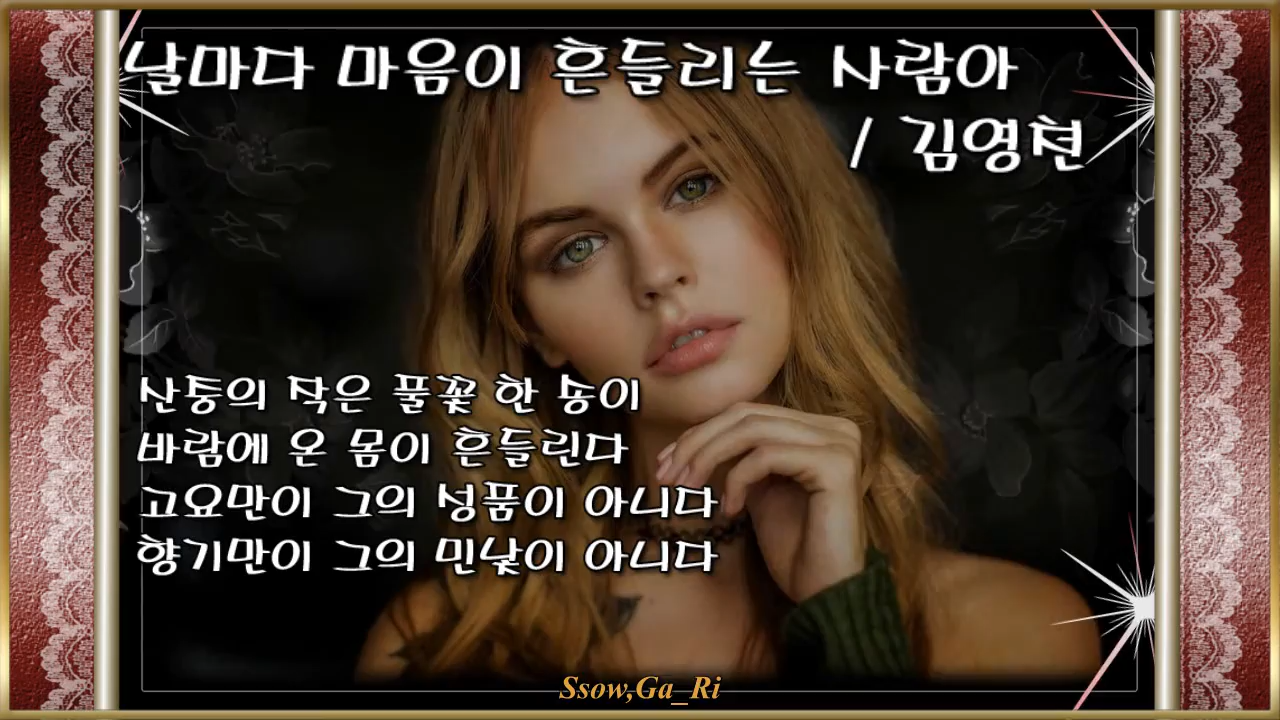 날마다 마음이 흔들리는 사람아
/ 김영현
산통의 작은 풀꽃 한 송이
바람에 온 몸이 흔들린다
고요만이 그의 성품이 아니다
향기만이 그의 민낯이 아니다
Ssow,Ga_Ri